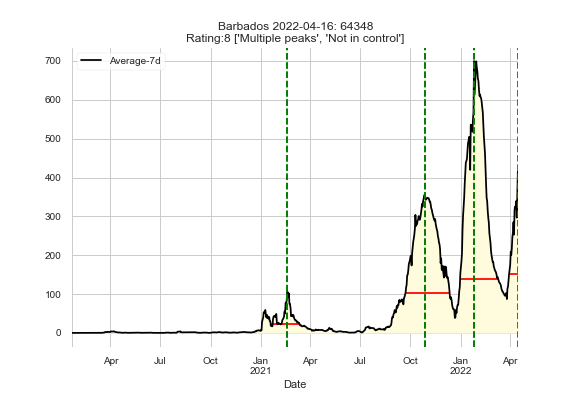 Barbados 2022-04-16: 64348
Rating:8 ['Multiple peaks', 'Not in control']
Average-7d
700
600
500
400
300
200
100
0
Apr Jul Oct Jan Apr Jul Oct Jan Apr
2021 2022
Date